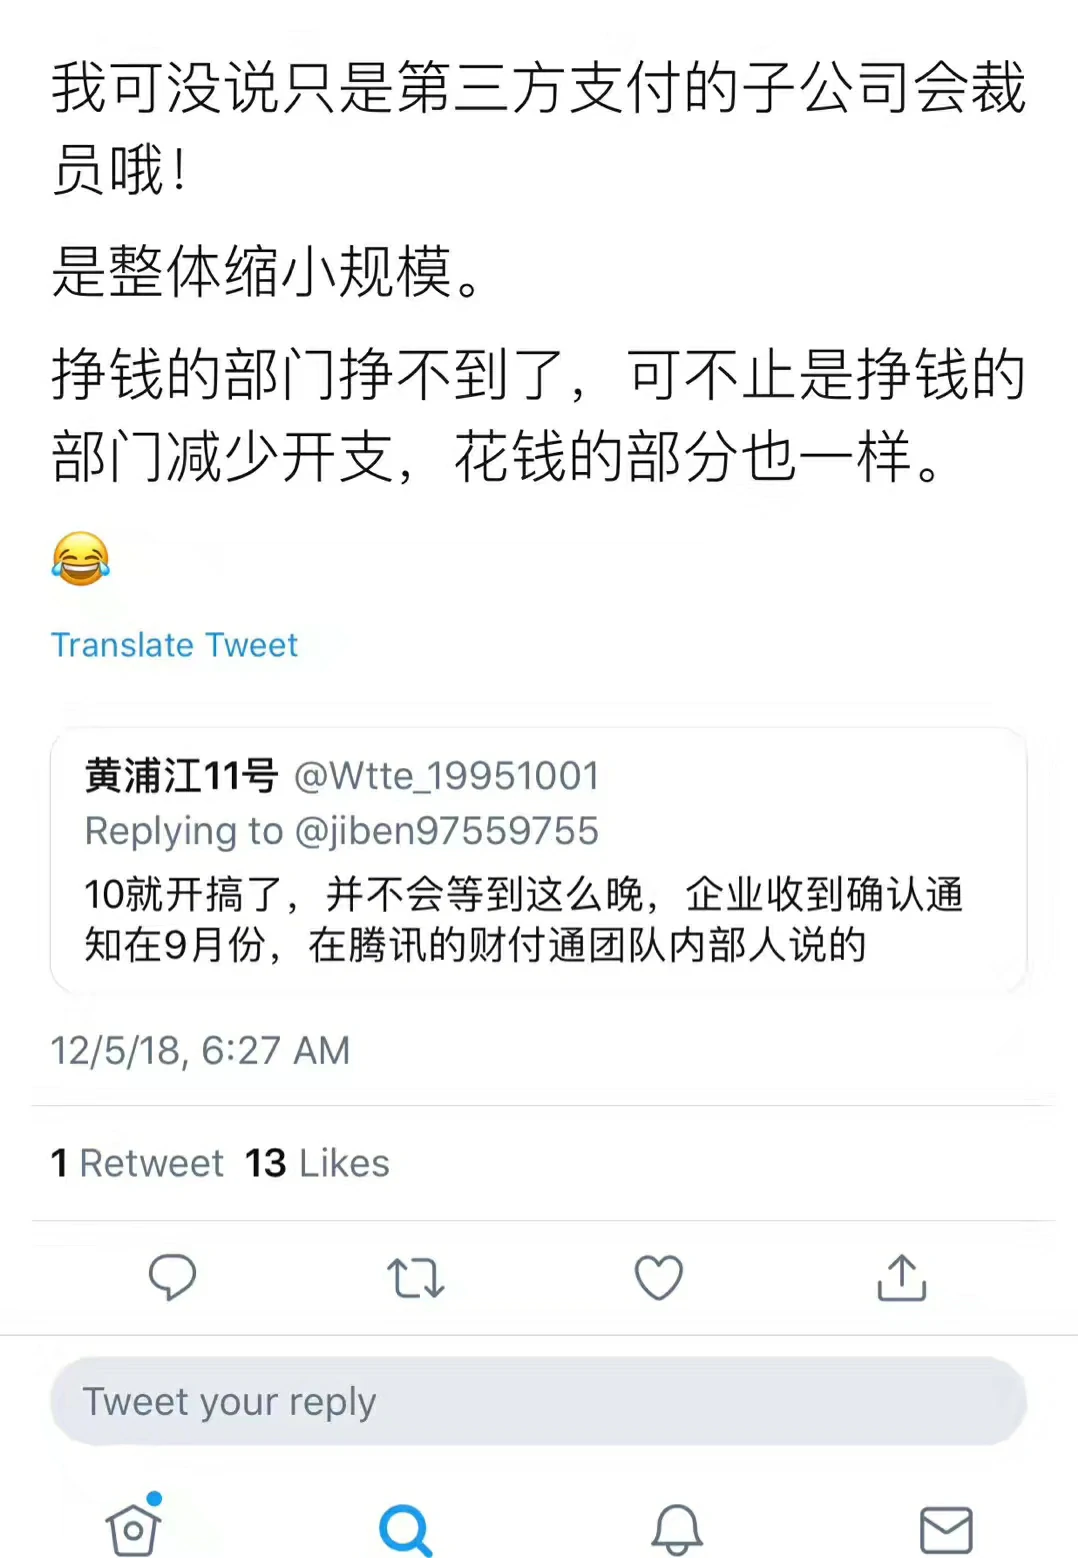 我可没说只是第三方支付的子公司会裁
员哦！
是整体缩小规模。
挣钱的部门挣不到了，可不止是挣钱的
部门减少开支，花钱的部分也一样。
😂
Translate Tweet
黄浦江11号 @Wtte_19951001
Replying to @jiben97559755
10就开搞了，并不会等到这么晚，企业收到确认通
知在9月份，在腾讯的财付通团队内部人说的
12/5/18, 6:27 AM
1 Retweet 13 Likes
Tweet your reply